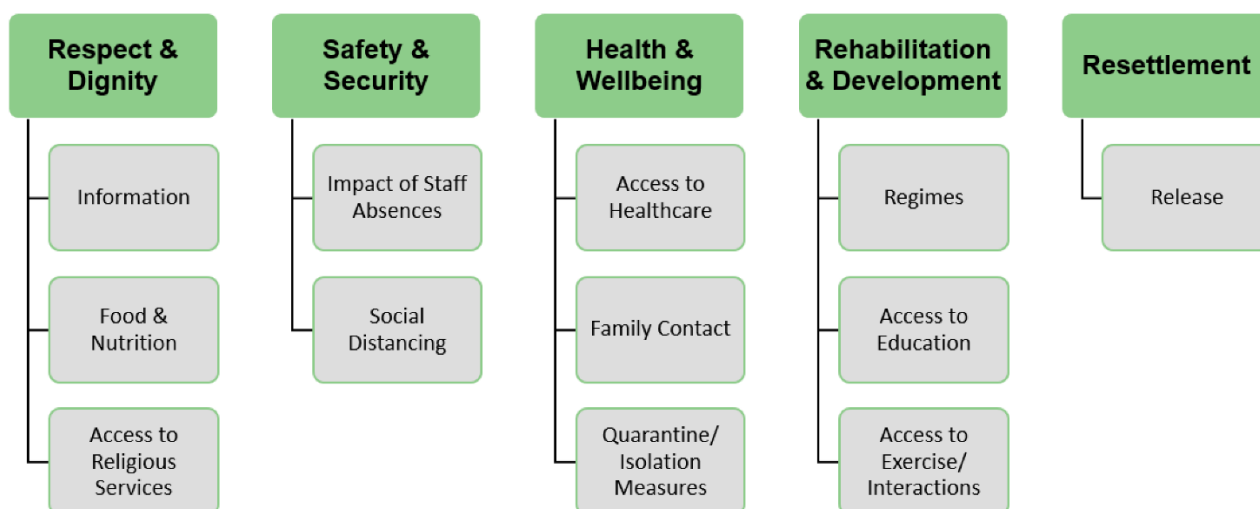 Respect &
Dignity
Information
Food &
Nutrition
Access to
Religious
Services
Safety &
Security
Impact of Staff
Absences
Social
Distancing
Health &
Wellbeing
Access to
Healthcare
Family Contact
Quarantine/
Isolation
Measures
Rehabilitation
& Development
Regimes
Access to
Education
Access to
Exercise/
Interactions
Resettlement
Release